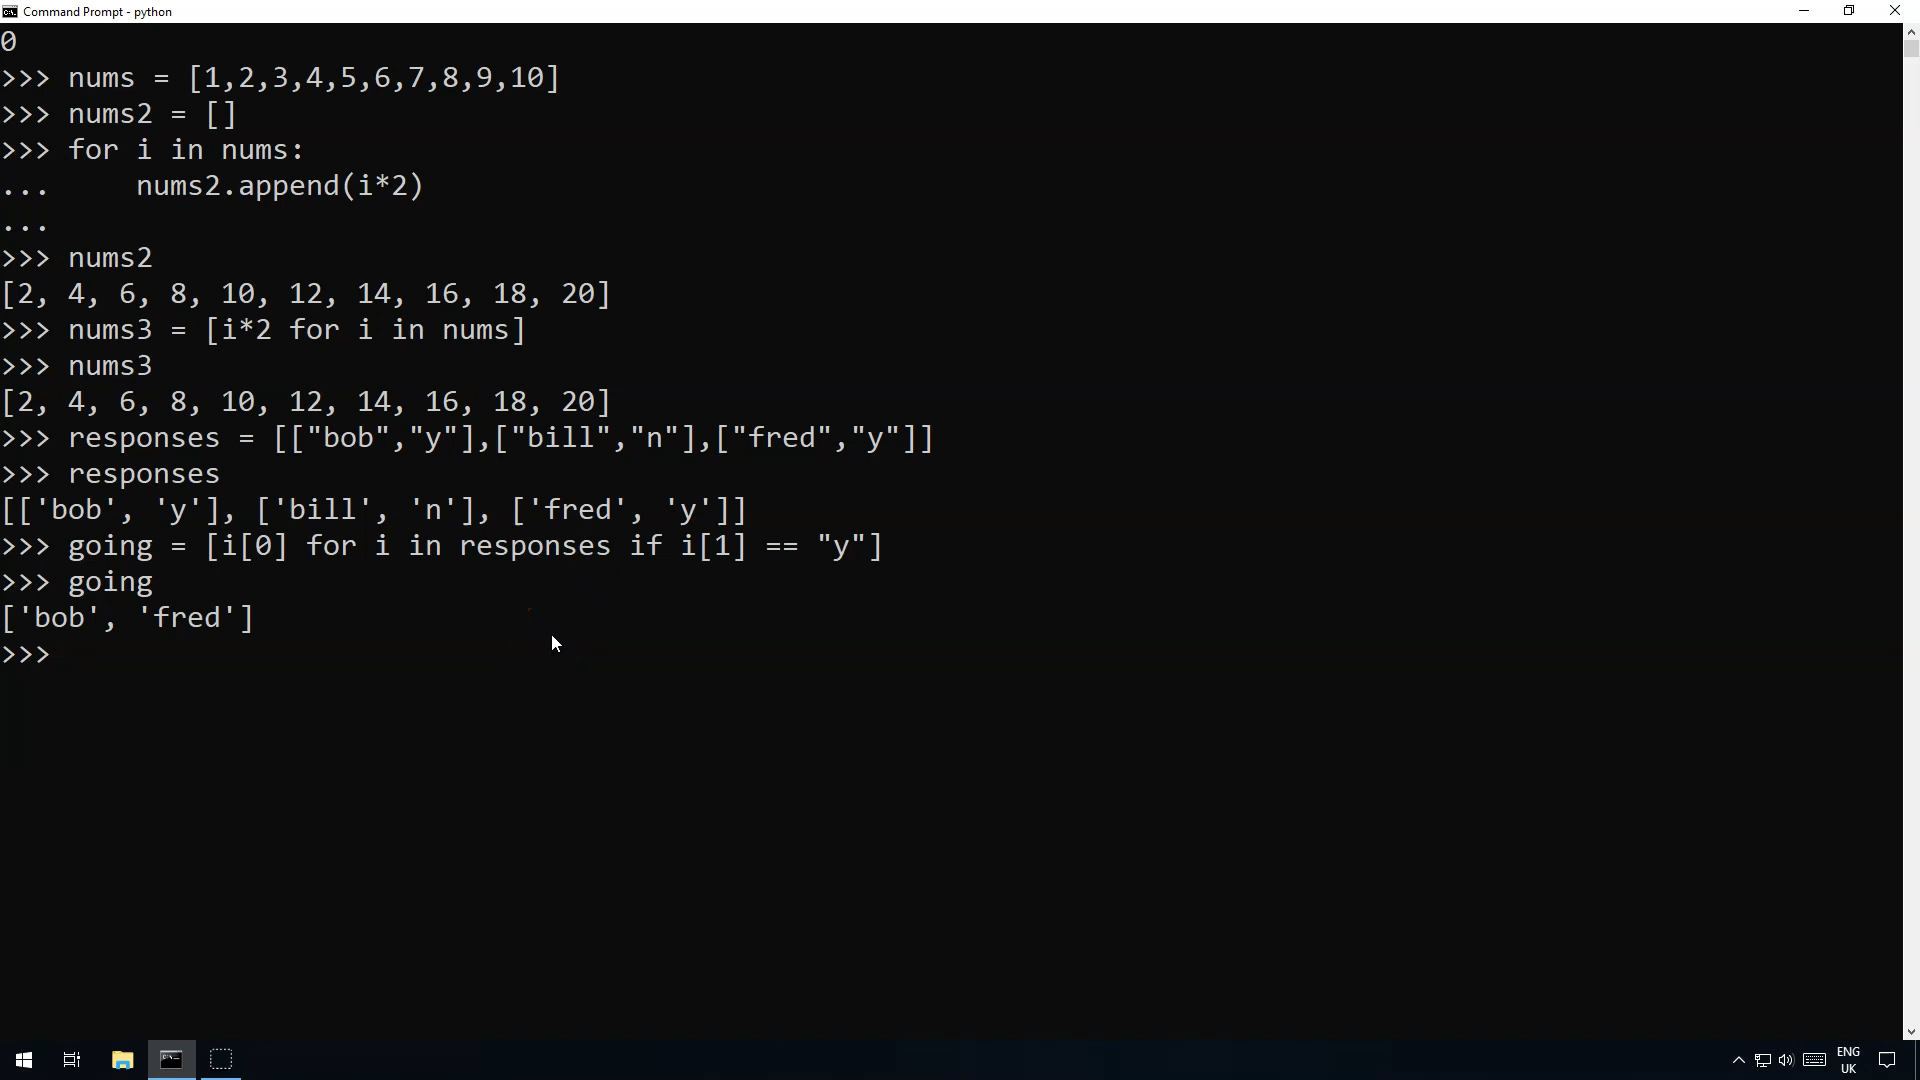 Command Prompt - python
0
>>> nums = [1,2,3,4,5,6,7,8,9,10]
>>> nums2 = []
>>> for i in nums:
...     nums2.append(i*2)
...
>>> nums2
[2, 4, 6, 8, 10, 12, 14, 16, 18, 20]
>>> nums3 = [i*2 for i in nums]
>>> nums3
[2, 4, 6, 8, 10, 12, 14, 16, 18, 20]
>>> responses = [["bob","y"],["bill","n"],["fred","y"]]
>>> responses
[['bob', 'y'], ['bill', 'n'], ['fred', 'y']]
>>> going = [i[0] for i in responses if i[1] == "y"]
>>> going
['bob', 'fred']
>>>
ENG
UK